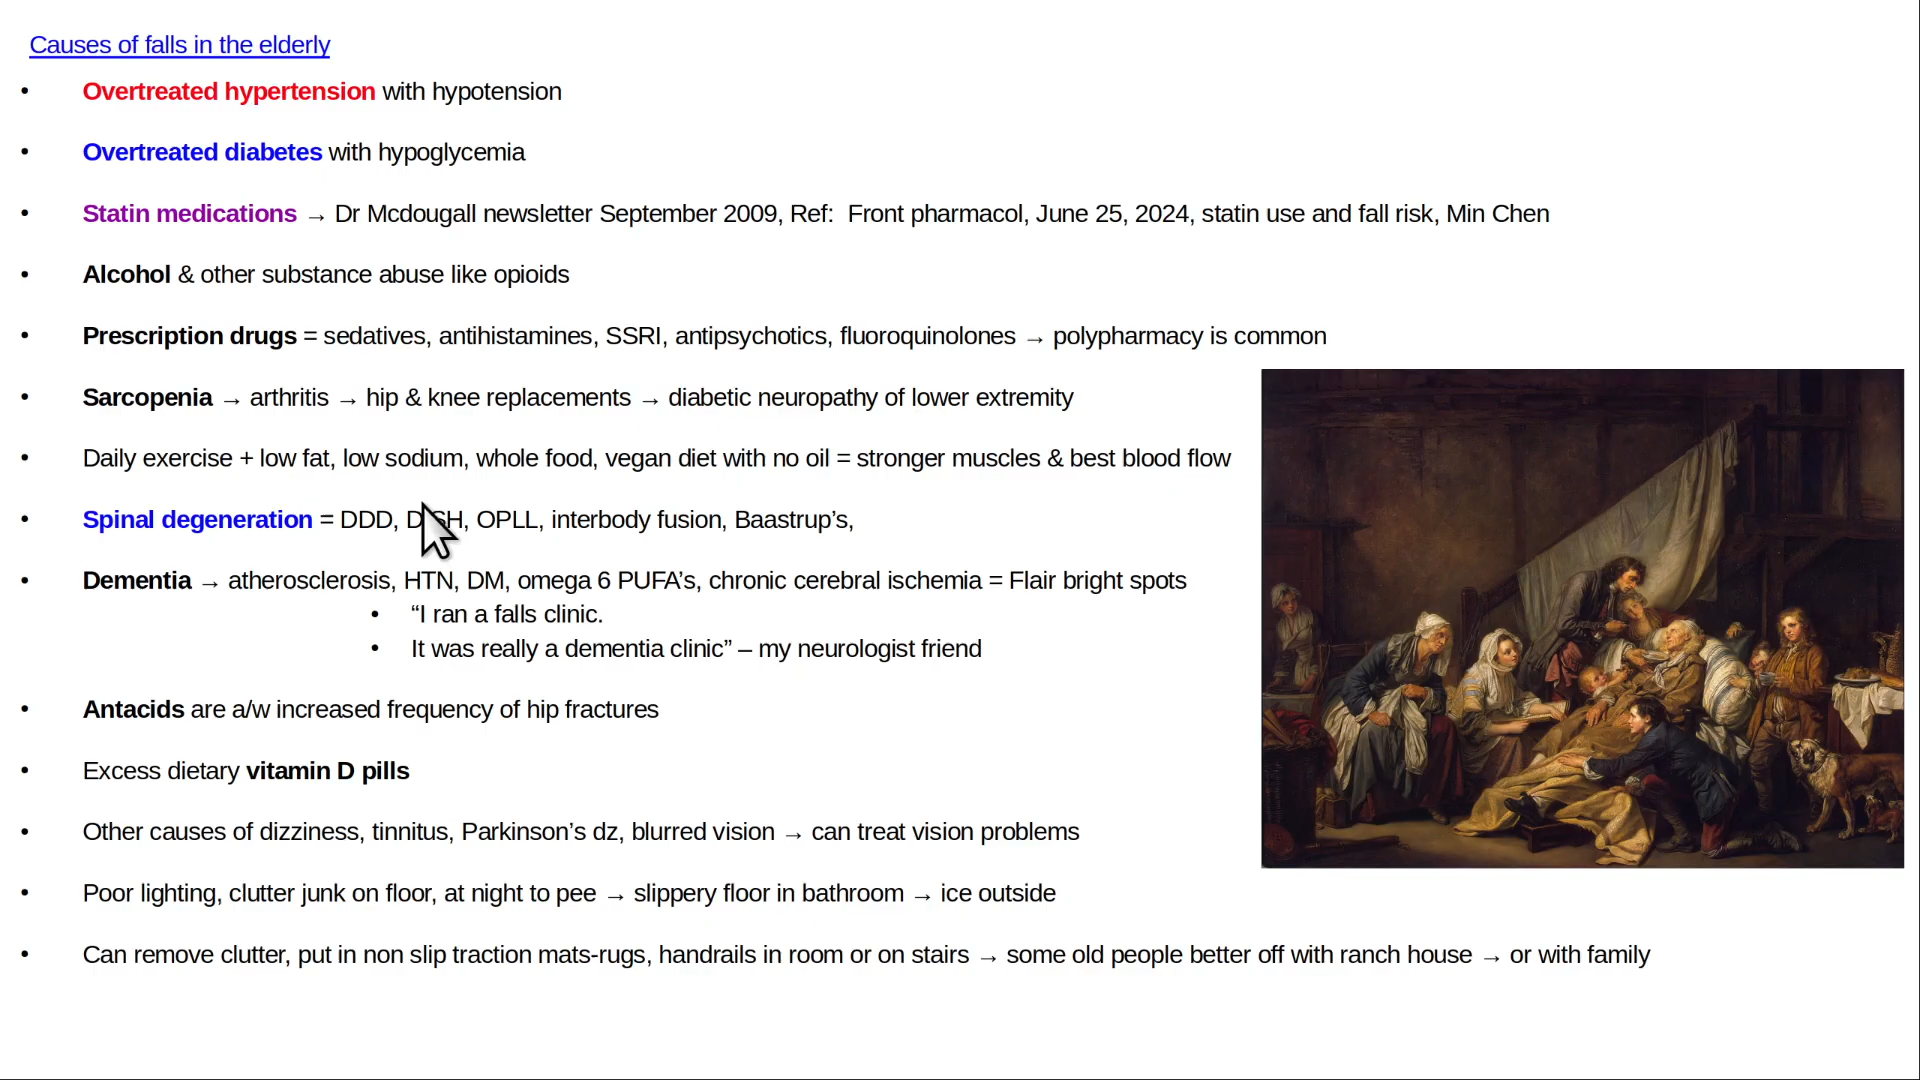 Causes of falls in the elderly
• Overtreated hypertension with hypotension
• Overtreated diabetes with hypoglycemia
• Statin medications → Dr Mcdougall newsletter September 2009, Ref:  Front pharmacol, June 25, 2024, statin use and fall risk, Min Chen
• Alcohol & other substance abuse like opioids
• Prescription drugs = sedatives, antihistamines, SSRI, antipsychotics, fluoroquinolones → polypharmacy is common
• Sarcopenia → arthritis → hip & knee replacements → diabetic neuropathy of lower extremity
• Daily exercise + low fat, low sodium, whole food, vegan diet with no oil = stronger muscles & best blood flow
• Spinal degeneration = DDD, DISH, OPLL, interbody fusion, Baastrup’s,
• Dementia → atherosclerosis, HTN, DM, omega 6 PUFA’s, chronic cerebral ischemia = Flair bright spots
• “I ran a falls clinic.
• It was really a dementia clinic” – my neurologist friend
• Antacids are a/w increased frequency of hip fractures
• Excess dietary vitamin D pills
• Other causes of dizziness, tinnitus, Parkinson’s dz, blurred vision → can treat vision problems
• Poor lighting, clutter junk on floor, at night to pee → slippery floor in bathroom → ice outside
• Can remove clutter, put in non slip traction mats-rugs, handrails in room or on stairs → some old people better off with ranch house → or with family